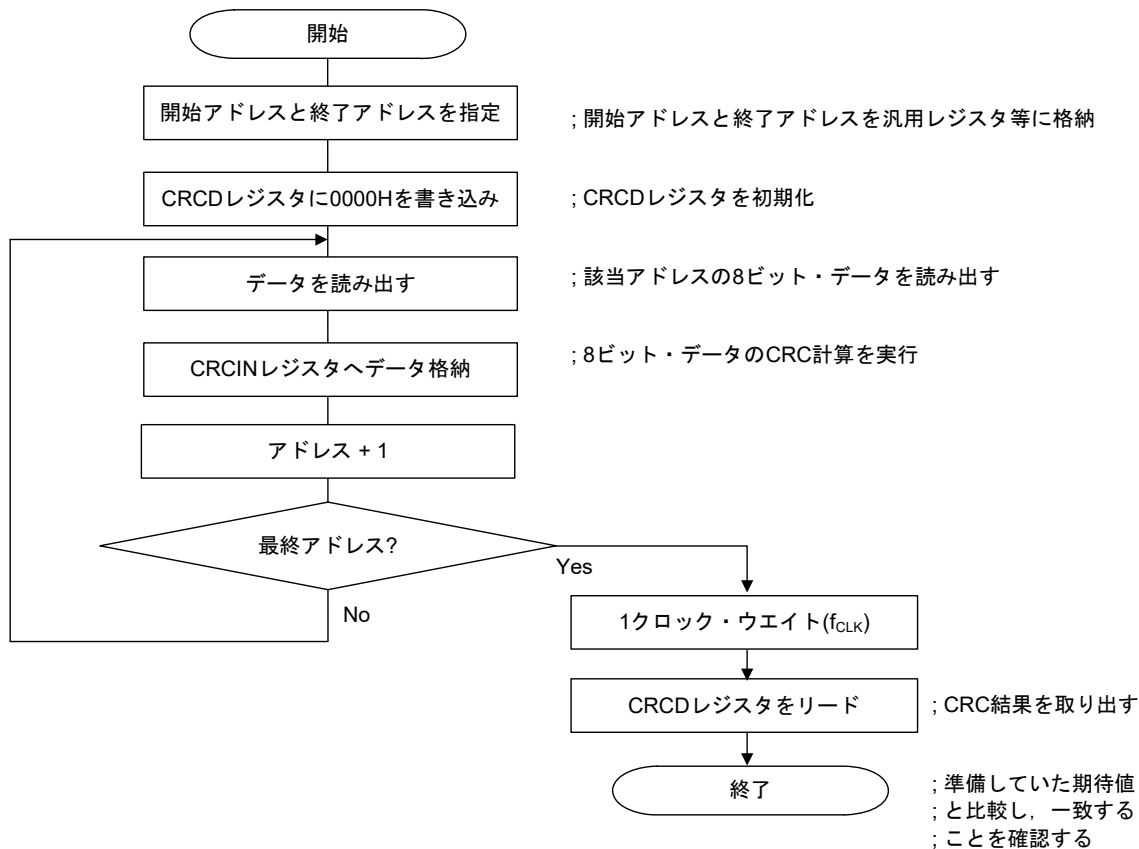 開始
開始アドレスと終了アドレスを指定
; 開始アドレスと終了アドレスを汎用レジスタ等に格納
CRCDレジスタに0000Hを書き込み
; CRCDレジスタを初期化
データを読み出す
; 該当アドレスの8ビット・データを読み出す
CRCINレジスタへデータ格納
; 8ビット・データのCRC計算を実行
アドレス + 1
最終アドレス?
Yes
No
1クロック・ウエイト(fCLK)
CRCDレジスタをリード
; CRC結果を取り出す
終了
; 準備していた期待値
; と比較し，一致する
; ことを確認する